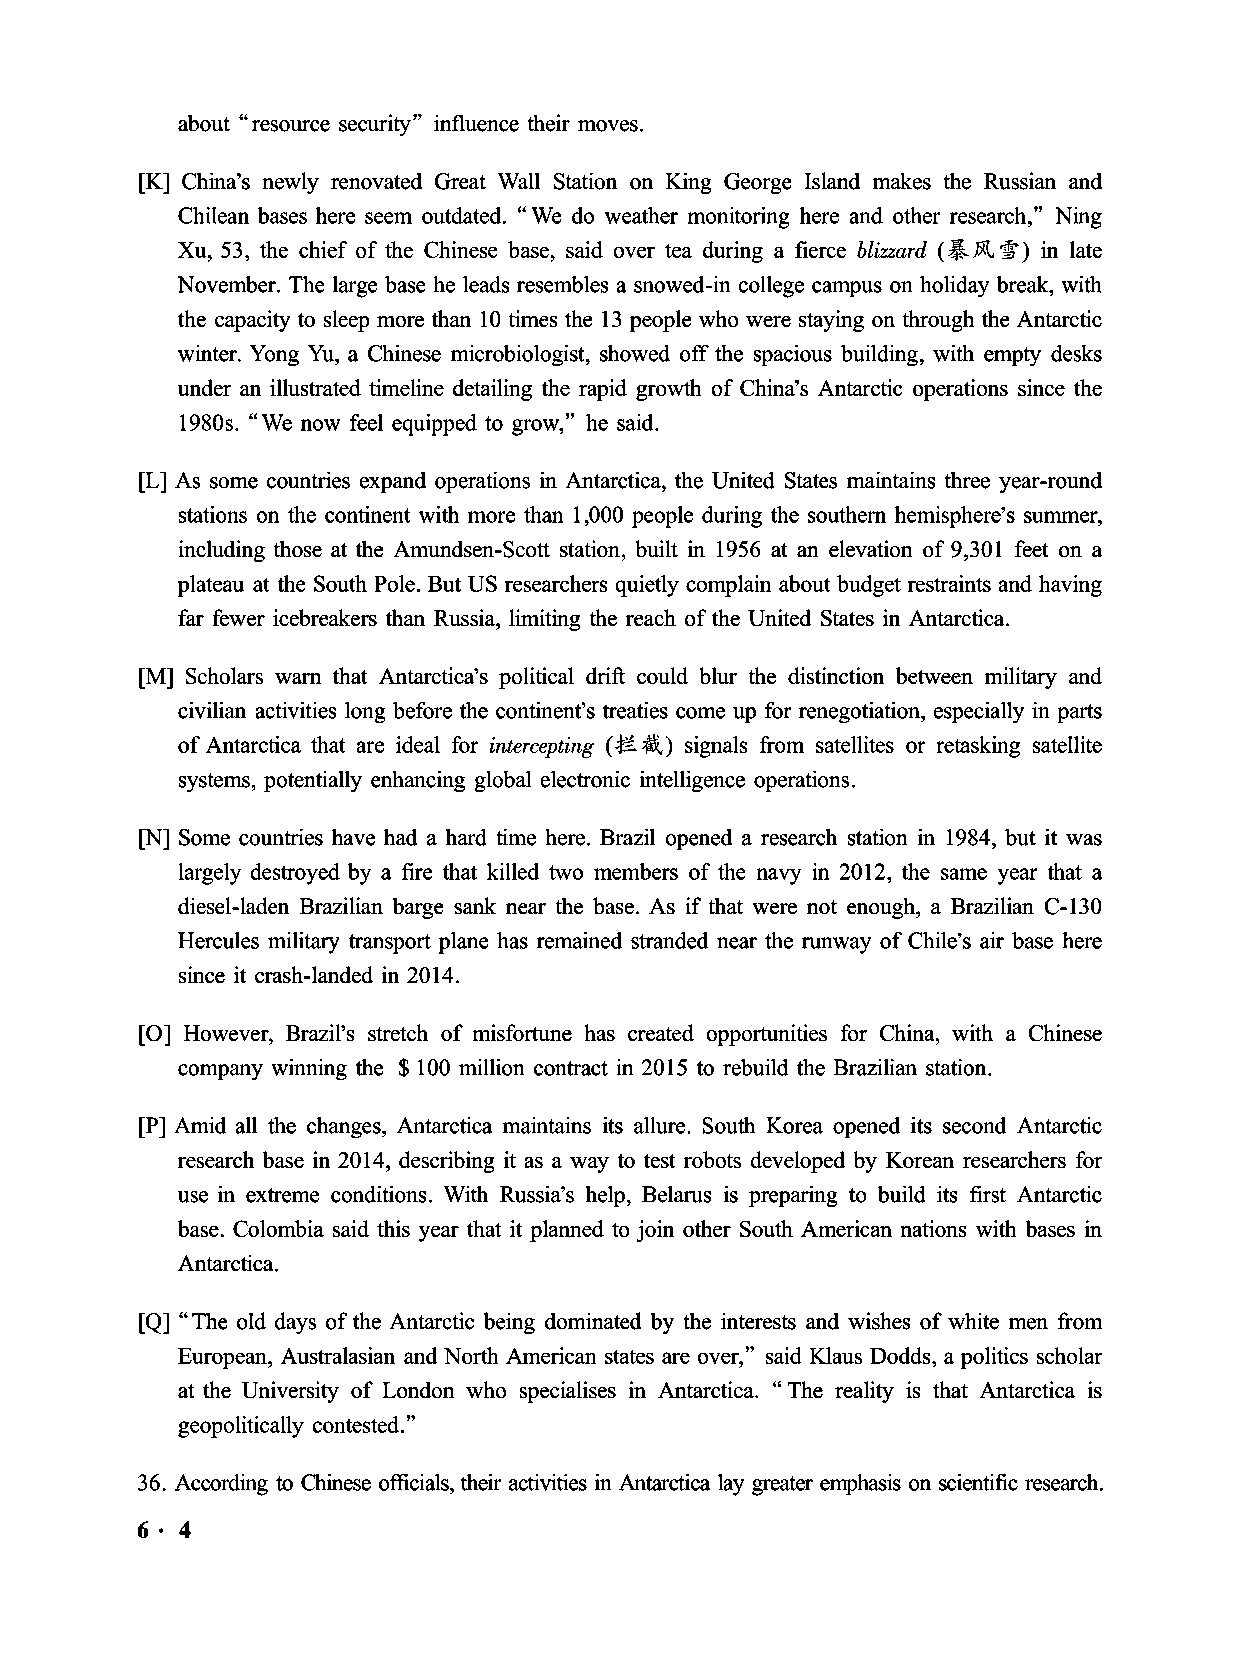 about “resource security” influence their moves.
[K] China’s newly renovated Great Wall Station on King George Island makes the Russian and
Chilean bases here seem outdated. “We do weather monitoring here and other research,” Ning
Xu, 53, the chief of the Chinese base, said over tea during a fierce blizzard (暴风雪) in late
November. The large base he leads resembles a snowed-in college campus on holiday break, with
the capacity to sleep more than 10 times the 13 people who were staying on through the Antarctic
winter. Yong Yu, a Chinese microbiologist, showed off the spacious building, with empty desks
under an illustrated timeline detailing the rapid growth of China’s Antarctic operations since the
1980s. “We now feel equipped to grow,” he said.
[L] As some countries expand operations in Antarctica, the United States maintains three year-round
stations on the continent with more than 1,000 people during the southern hemisphere’s summer,
including those at the Amundsen-Scott station, built in 1956 at an elevation of 9,301 feet on a
plateau at the South Pole. But US researchers quietly complain about budget restraints and having
far fewer icebreakers than Russia, limiting the reach of the United States in Antarctica.
[M] Scholars warn that Antarctica’s political drift could blur the distinction between military and
civilian activities long before the continent’s treaties come up for renegotiation, especially in parts
of Antarctica that are ideal for intercepting (拦截) signals from satellites or retasking satellite
systems, potentially enhancing global electronic intelligence operations.
[N] Some countries have had a hard time here. Brazil opened a research station in 1984, but it was
largely destroyed by a fire that killed two members of the navy in 2012, the same year that a
diesel-laden Brazilian barge sank near the base. As if that were not enough, a Brazilian C-130
Hercules military transport plane has remained stranded near the runway of Chile’s air base here
since it crash-landed in 2014.
[O] However, Brazil’s stretch of misfortune has created opportunities for China, with a Chinese
company winning the $100 million contract in 2015 to rebuild the Brazilian station.
[P] Amid all the changes, Antarctica maintains its allure. South Korea opened its second Antarctic
research base in 2014, describing it as a way to test robots developed by Korean researchers for
use in extreme conditions. With Russia’s help, Belarus is preparing to build its first Antarctic
base. Colombia said this year that it planned to join other South American nations with bases in
Antarctica.
[Q] “The old days of the Antarctic being dominated by the interests and wishes of white men from
European, Australasian and North American states are over,” said Klaus Dodds, a politics scholar
at the University of London who specialises in Antarctica. “The reality is that Antarctica is
geopolitically contested.”
36. According to Chinese officials, their activities in Antarctica lay greater emphasis on scientific research.
6 · 4